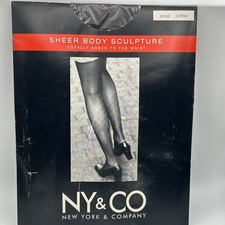 SHEER BODY SCULPTURE
TOTALLY SHEER TO THE WAIST
NY&CO
NEW YORK & COMPANY